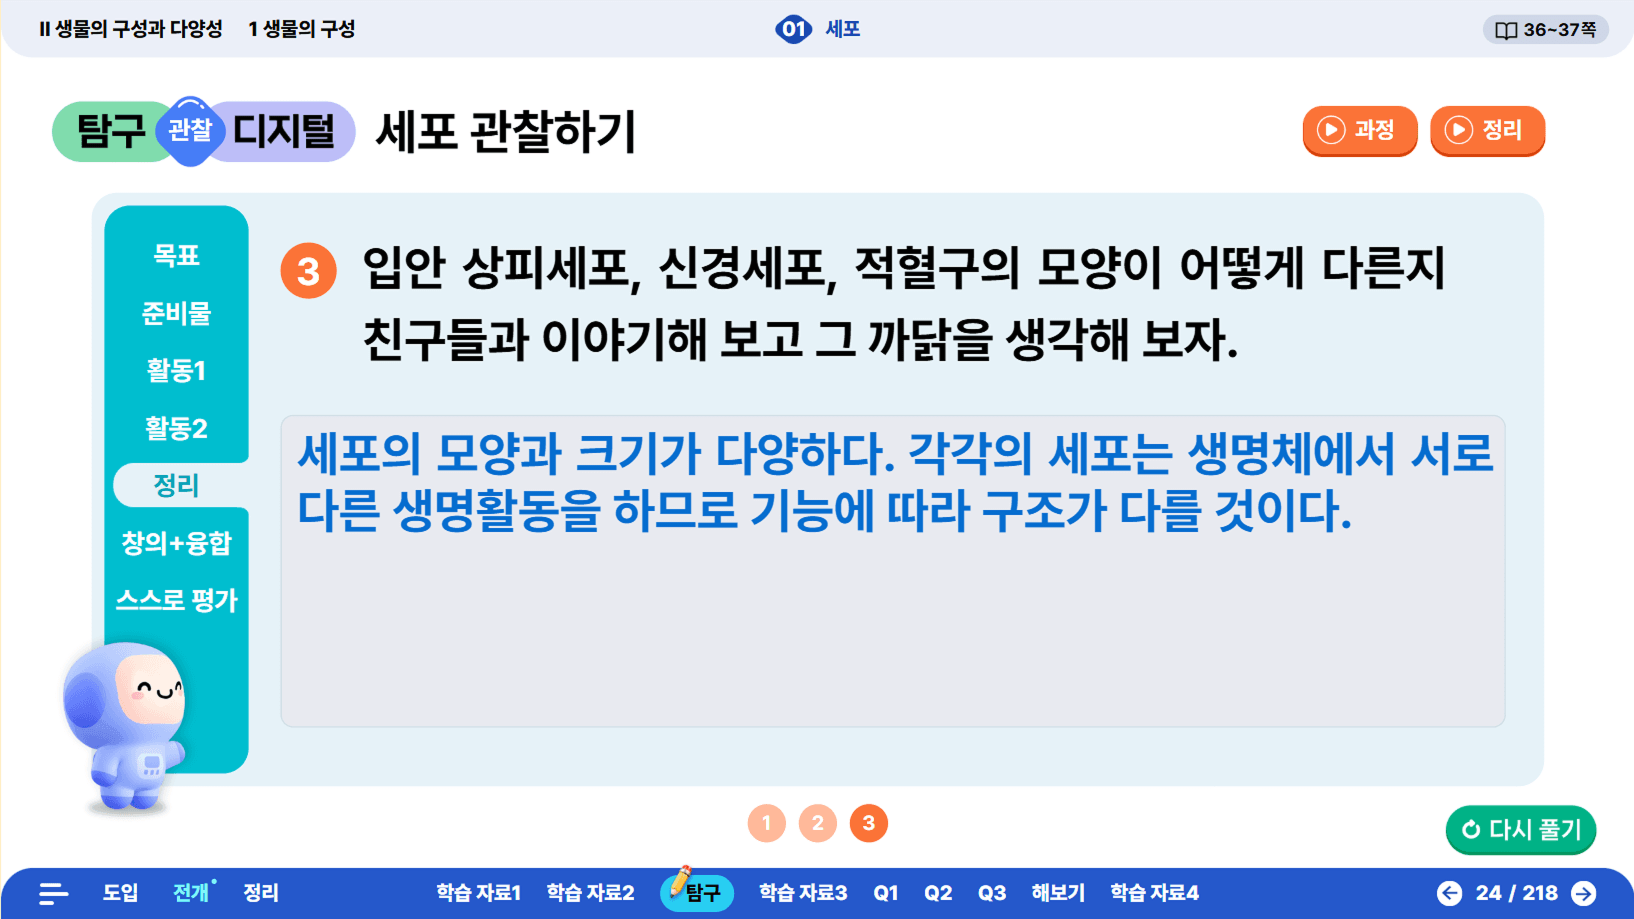 II 생물의 구성과 다양성 1 생물의 구성
01 세포
36~37쪽
탐구 관찰 디지털 세포 관찰하기
과정
정리
목표
준비물
활동1
활동2
정리
창의+융합
스스로 평가
3 입안 상피세포, 신경세포, 적혈구의 모양이 어떻게 다른지
친구들과 이야기해 보고 그 까닭을 생각해 보자.
세포의 모양과 크기가 다양하다. 각각의 세포는 생명체에서 서로
다른 생명활동을 하므로 기능에 따라 구조가 다를 것이다.
1 2 3
다시 풀기
도입 전개 정리 학습 자료1 학습 자료2 탐구 학습 자료3 Q1 Q2 Q3 해보기 학습 자료4 24 / 218